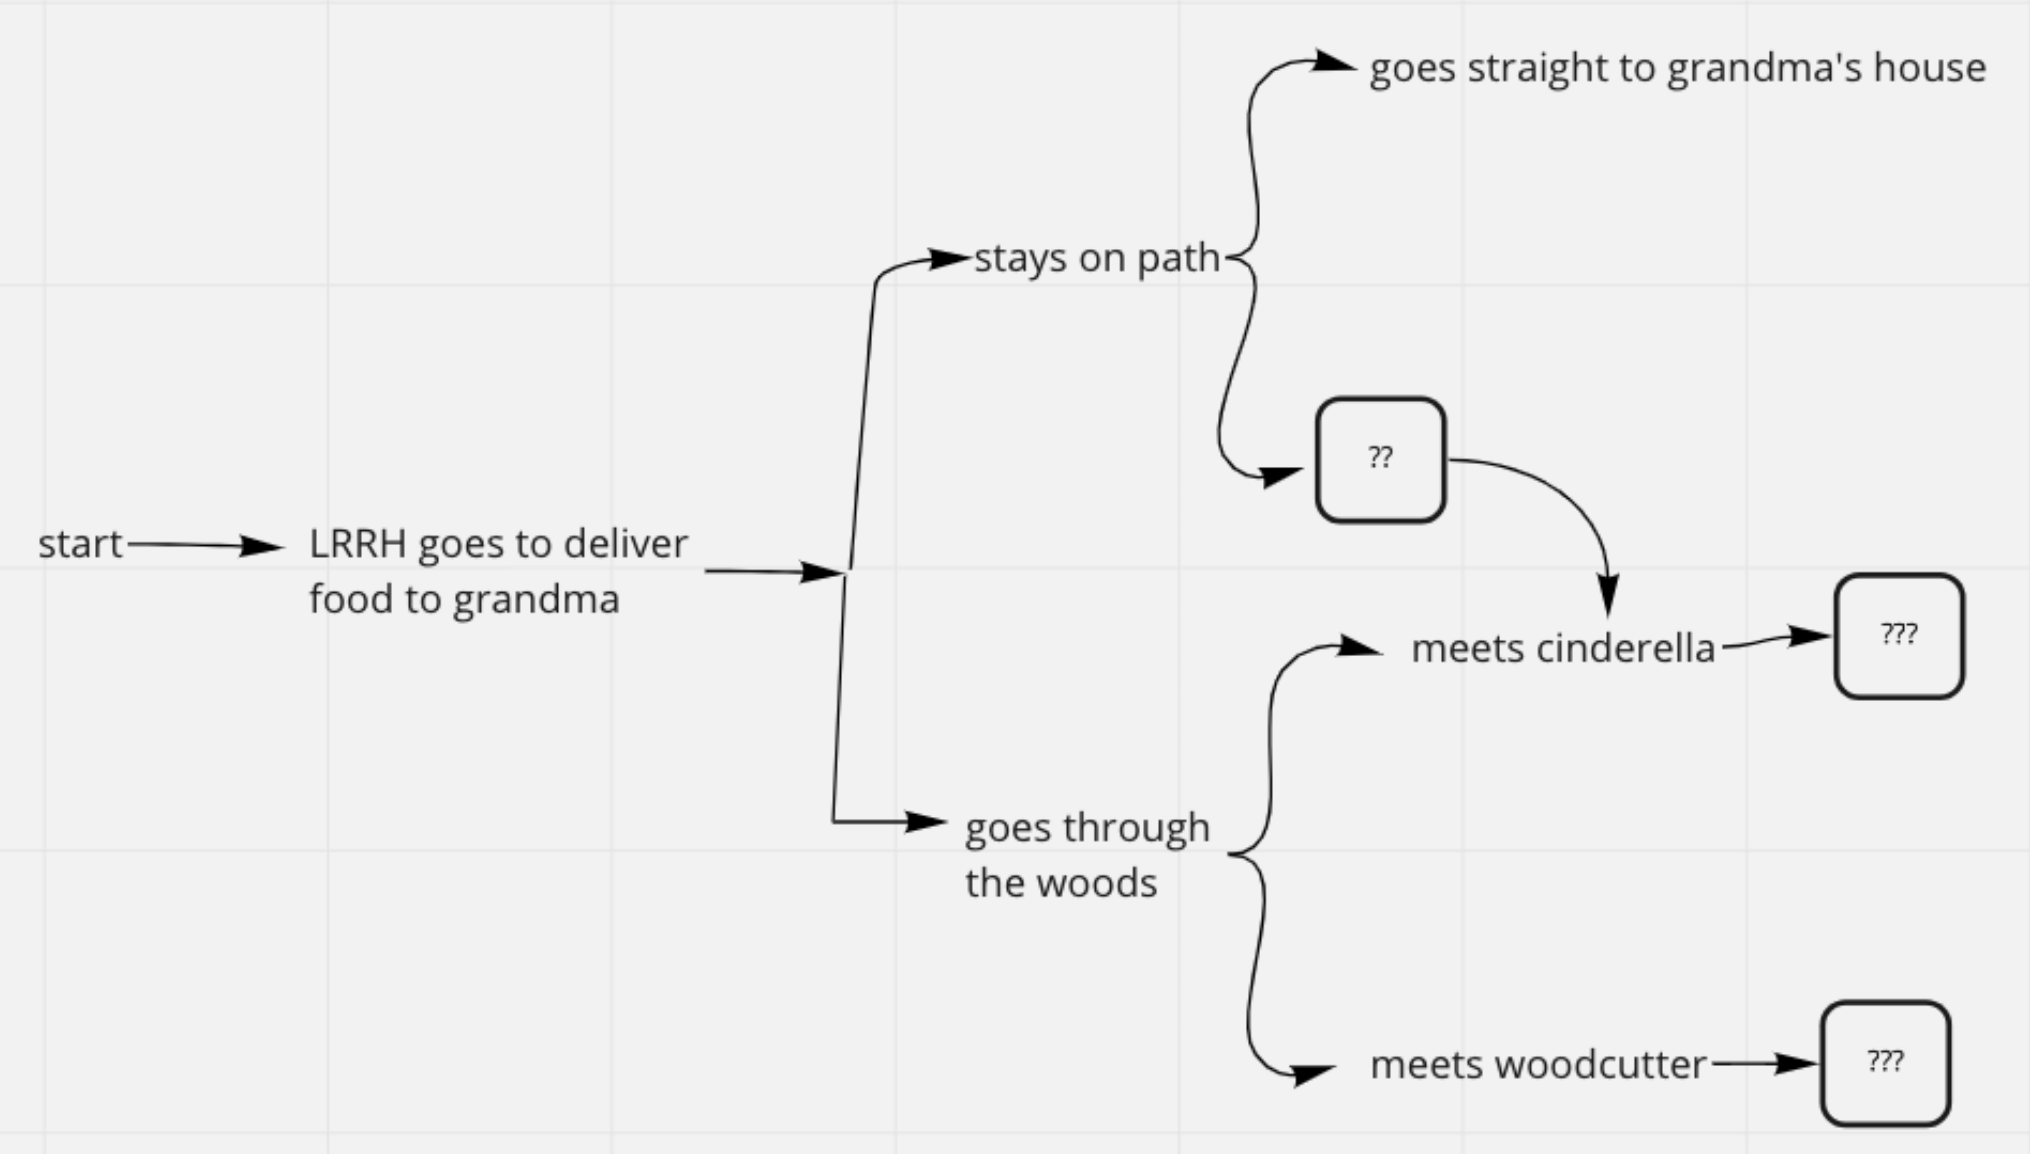 goes straight to grandma's house
stays on path
??
start
LRRH goes to deliver
food to grandma
meets cinderella
???
goes through
the woods
meets woodcutter
???